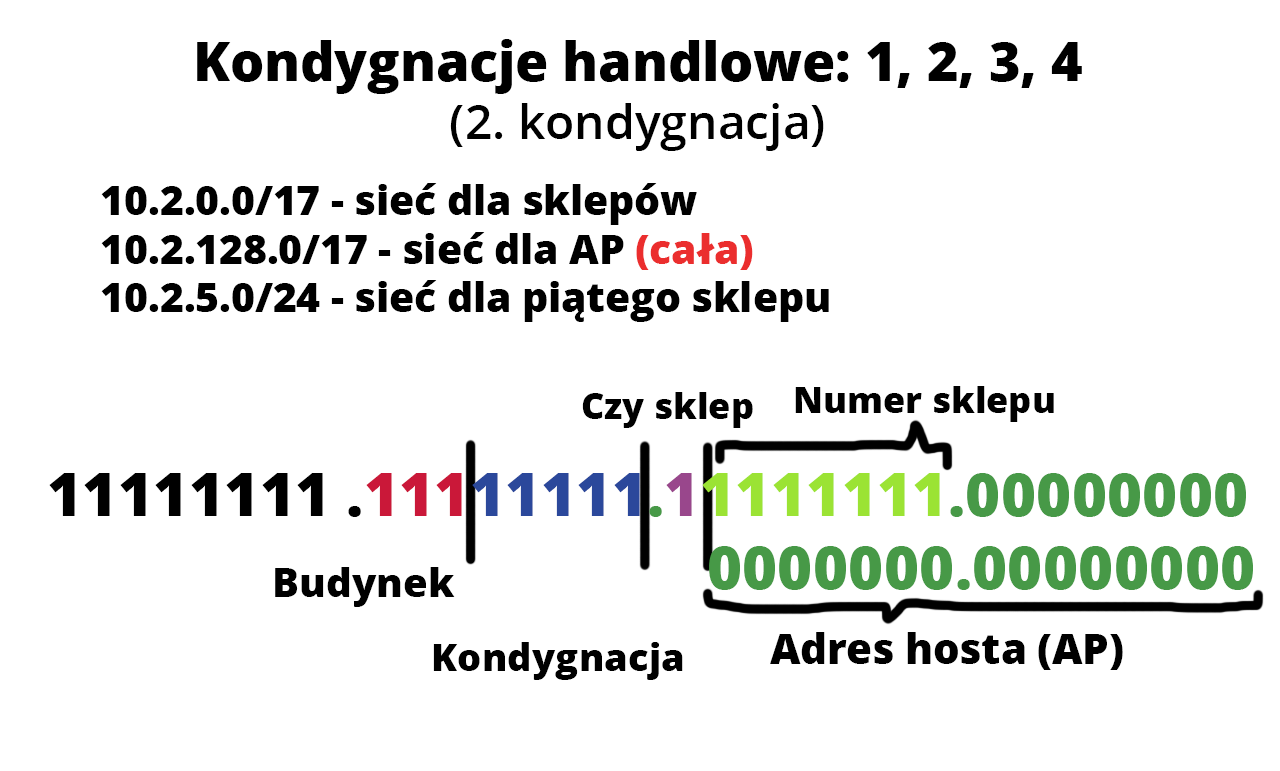 Kondygnacje handlowe: 1, 2, 3, 4
(2. kondygnacja)
10.2.0.0/17 - sieć dla sklepów
10.2.128.0/17 - sieć dla AP (cała)
10.2.5.0/24 - sieć dla piątego sklepu
Czy sklep Numer sklepu
11111111 .11111111.11111111.00000000
0000000.00000000
Budynek
Kondygnacja Adres hosta (AP)